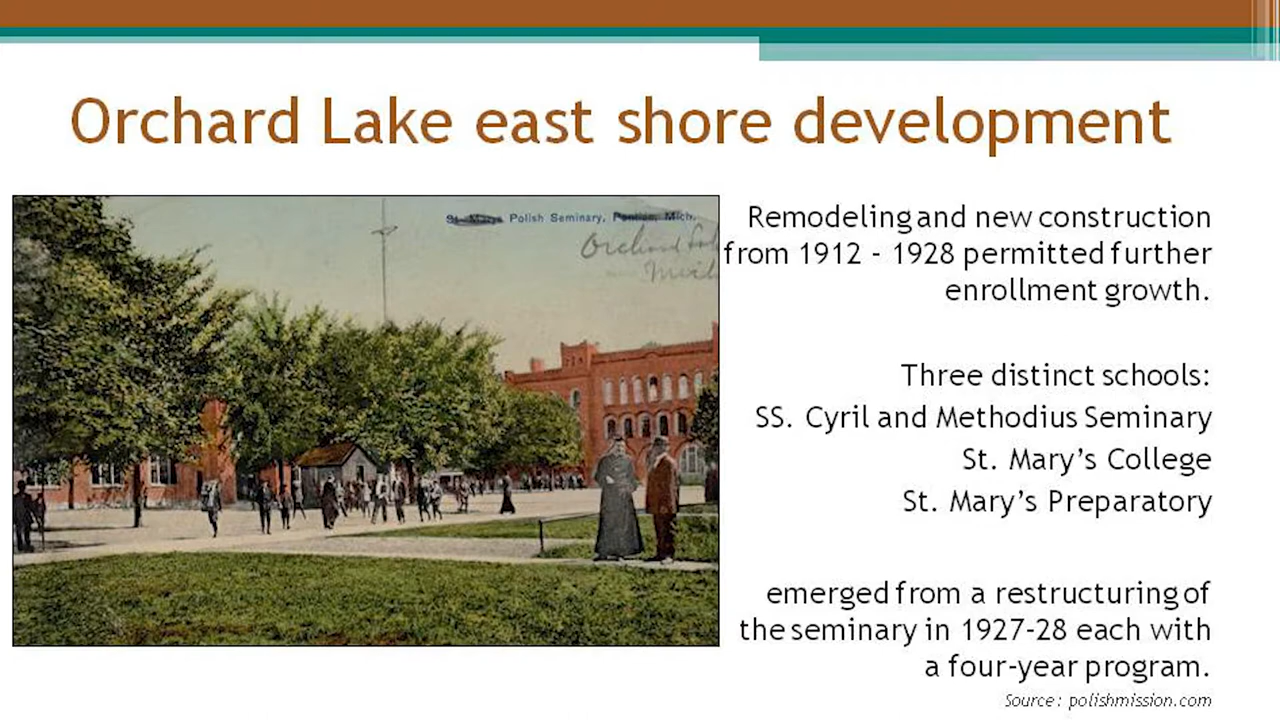 Orchard Lake east shore development
St. Mary's Polish Seminary, Pontiac, Mich.
Orchard
Remodeling and new construction
from 1912 - 1928 permitted further
enrollment growth.
Three distinct schools:
SS. Cyril and Methodius Seminary
St. Mary's College
St. Mary's Preparatory
emerged from a restructuring of
the seminary in 1927-28 each with
a four-year program.
Source: polishmission.com